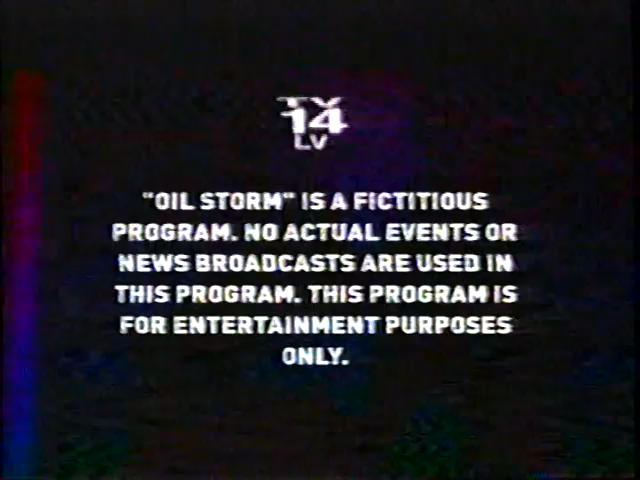 TV
14
LV
"OIL STORM" IS A FICTITIOUS
PROGRAM. NO ACTUAL EVENTS OR
NEWS BROADCASTS ARE USED IN
THIS PROGRAM. THIS PROGRAM IS
FOR ENTERTAINMENT PURPOSES
ONLY.